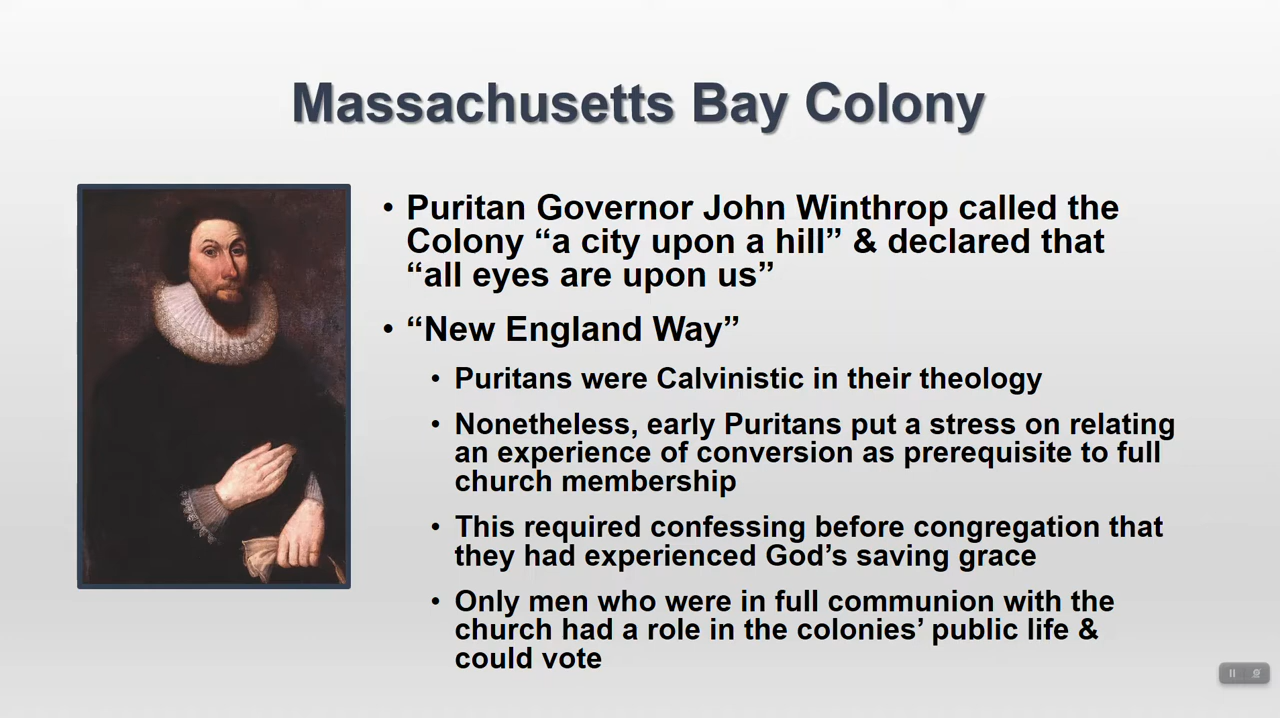 Massachusetts Bay Colony
• Puritan Governor John Winthrop called the
Colony “a city upon a hill” & declared that
“all eyes are upon us”
• “New England Way”
• Puritans were Calvinistic in their theology
• Nonetheless, early Puritans put a stress on relating
an experience of conversion as prerequisite to full
church membership
• This required confessing before congregation that
they had experienced God’s saving grace
• Only men who were in full communion with the
church had a role in the colonies’ public life &
could vote